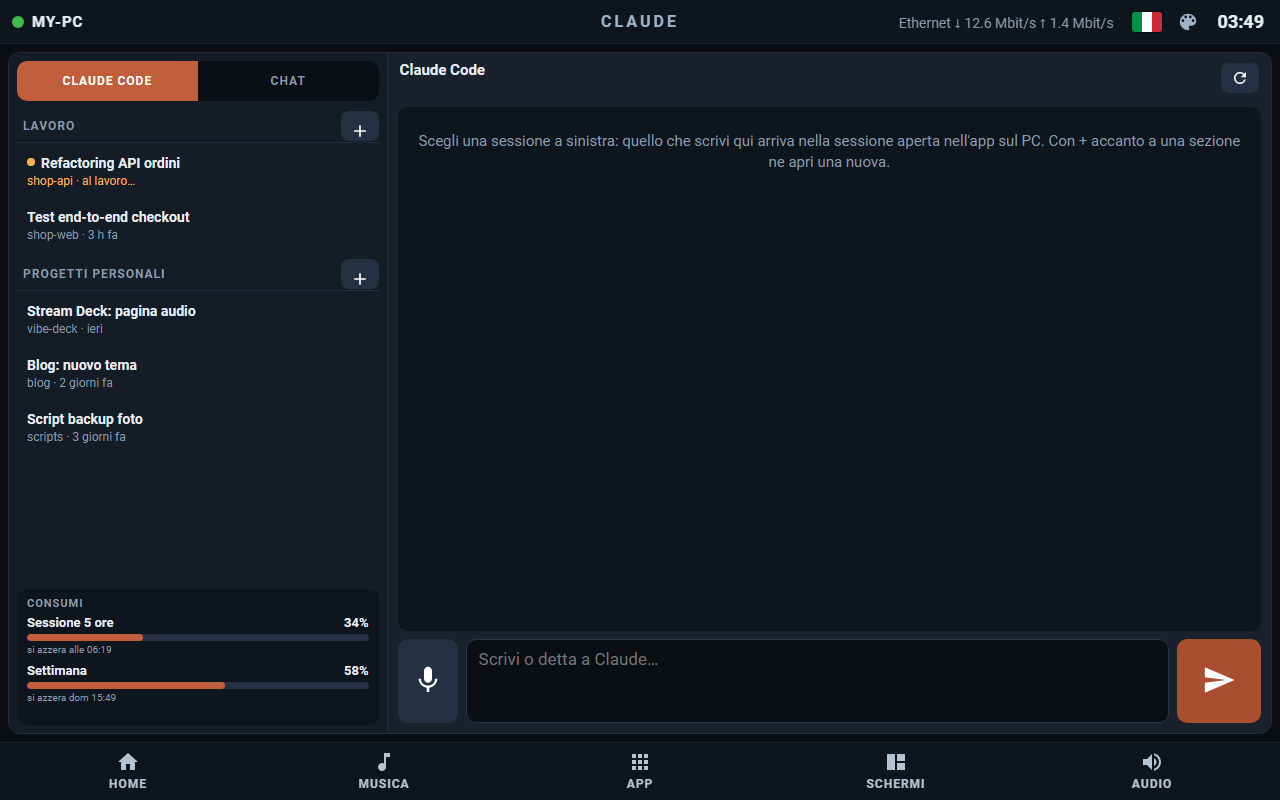 MY-PC
CLAUDE
Ethernet ↓ 12.6 Mbit/s ↑ 1.4 Mbit/s
03:49
CLAUDE CODE
CHAT
LAVORO
+
Refactoring API ordini
shop-api · al lavoro…
Test end-to-end checkout
shop-web · 3 h fa
PROGETTI PERSONALI
+
Stream Deck: pagina audio
vibe-deck · ieri
Blog: nuovo tema
blog · 2 giorni fa
Script backup foto
scripts · 3 giorni fa
CONSUMI
Sessione 5 ore 34%
si azzera alle 06:19
Settimana 58%
si azzera dom 15:49
Claude Code
Scegli una sessione a sinistra: quello che scrivi qui arriva nella sessione aperta nell'app sul PC. Con + accanto a una sezione
ne apri una nuova.
Scrivi o detta a Claude…
HOME
MUSICA
APP
SCHERMI
AUDIO